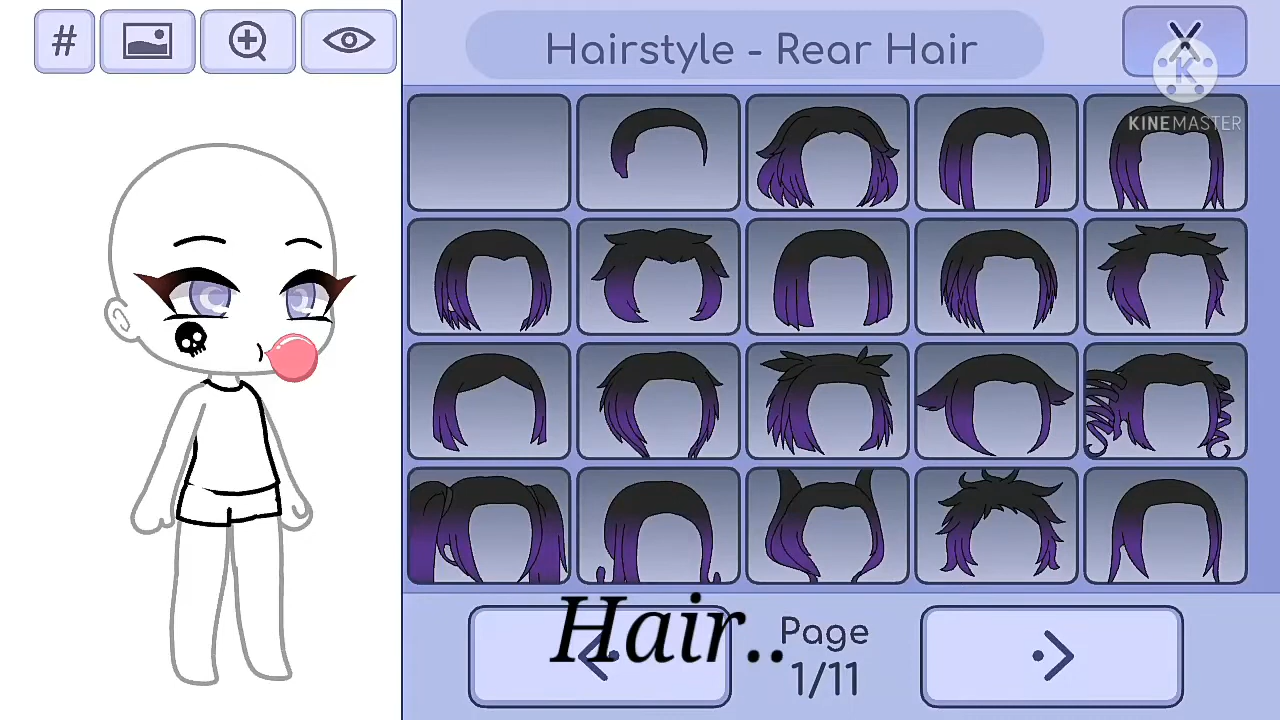 #
Hairstyle - Rear Hair
X
K
KINEMASTER
Hair..
Page
1/11